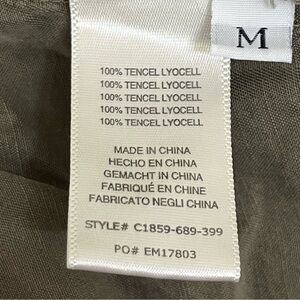 M
100% TENCEL LYOCELL
100% TENCEL LYOCELL
100% TENCEL LYOCELL
100% TENCEL LYOCELL
100% TENCEL LYOCELL
MADE IN CHINA
HECHO EN CHINA
GEMACHT IN CHINA
FABRIQUÉ EN CHINE
FABRICATO NEGLI CHINA
STYLE# C1859-689-399
PO# EM17803